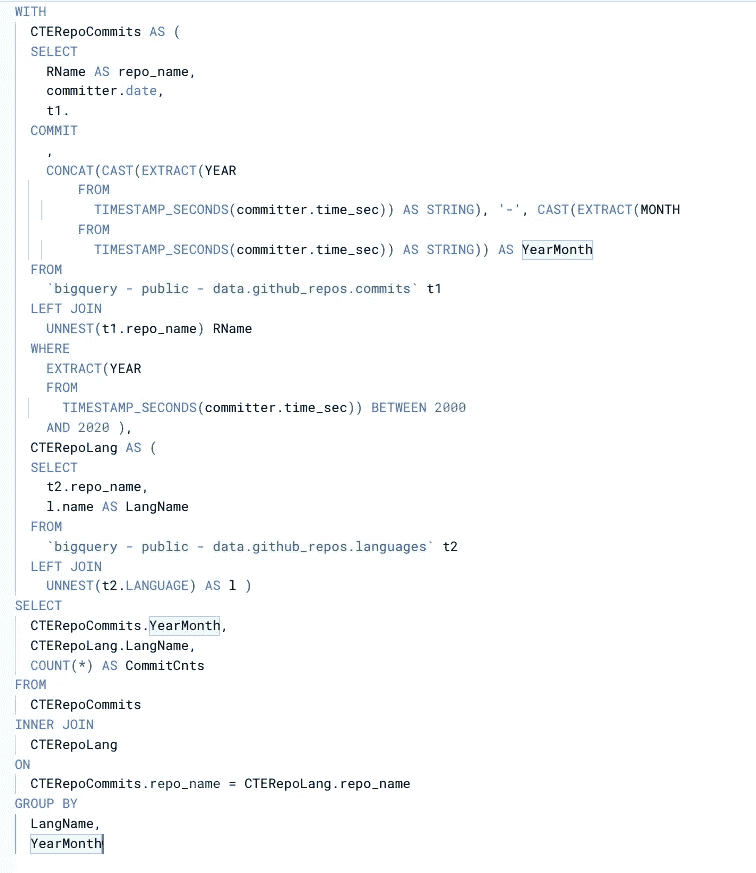 WITH
CTERepoCommits AS (
SELECT
RName AS repo_name,
committer.date,
t1.
COMMIT
,
CONCAT(CAST(EXTRACT(YEAR
FROM
TIMESTAMP_SECONDS(committer.time_sec)) AS STRING), '-', CAST(EXTRACT(MONTH
FROM
TIMESTAMP_SECONDS(committer.time_sec)) AS STRING)) AS YearMonth
FROM
`bigquery - public - data.github_repos.commits` t1
LEFT JOIN
UNNEST(t1.repo_name) RName
WHERE
EXTRACT(YEAR
FROM
TIMESTAMP_SECONDS(committer.time_sec)) BETWEEN 2000
AND 2020 ),
CTERepoLang AS (
SELECT
t2.repo_name,
l.name AS LangName
FROM
`bigquery - public - data.github_repos.languages` t2
LEFT JOIN
UNNEST(t2.LANGUAGE) AS l )
SELECT
CTERepoCommits.YearMonth,
CTERepoLang.LangName,
COUNT(*) AS CommitCnts
FROM
CTERepoCommits
INNER JOIN
CTERepoLang
ON
CTERepoCommits.repo_name = CTERepoLang.repo_name
GROUP BY
LangName,
YearMonth